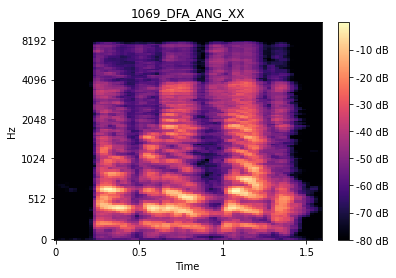 1069_DFA_ANG_XX
8192
4096
2048
1024
512
0
Hz
0
0.5
1
1.5
Time
-10 dB
-20 dB
-30 dB
-40 dB
-50 dB
-60 dB
-70 dB
-80 dB